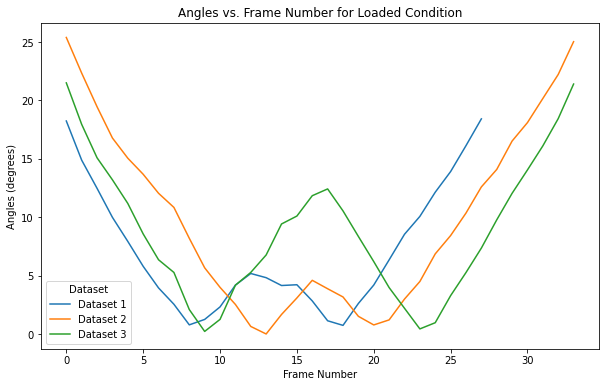 Angles vs. Frame Number for Loaded Condition
Angles (degrees)
25
20
15
10
5
0
Dataset
Dataset 1
Dataset 2
Dataset 3
0 5 10 15 20 25 30
Frame Number